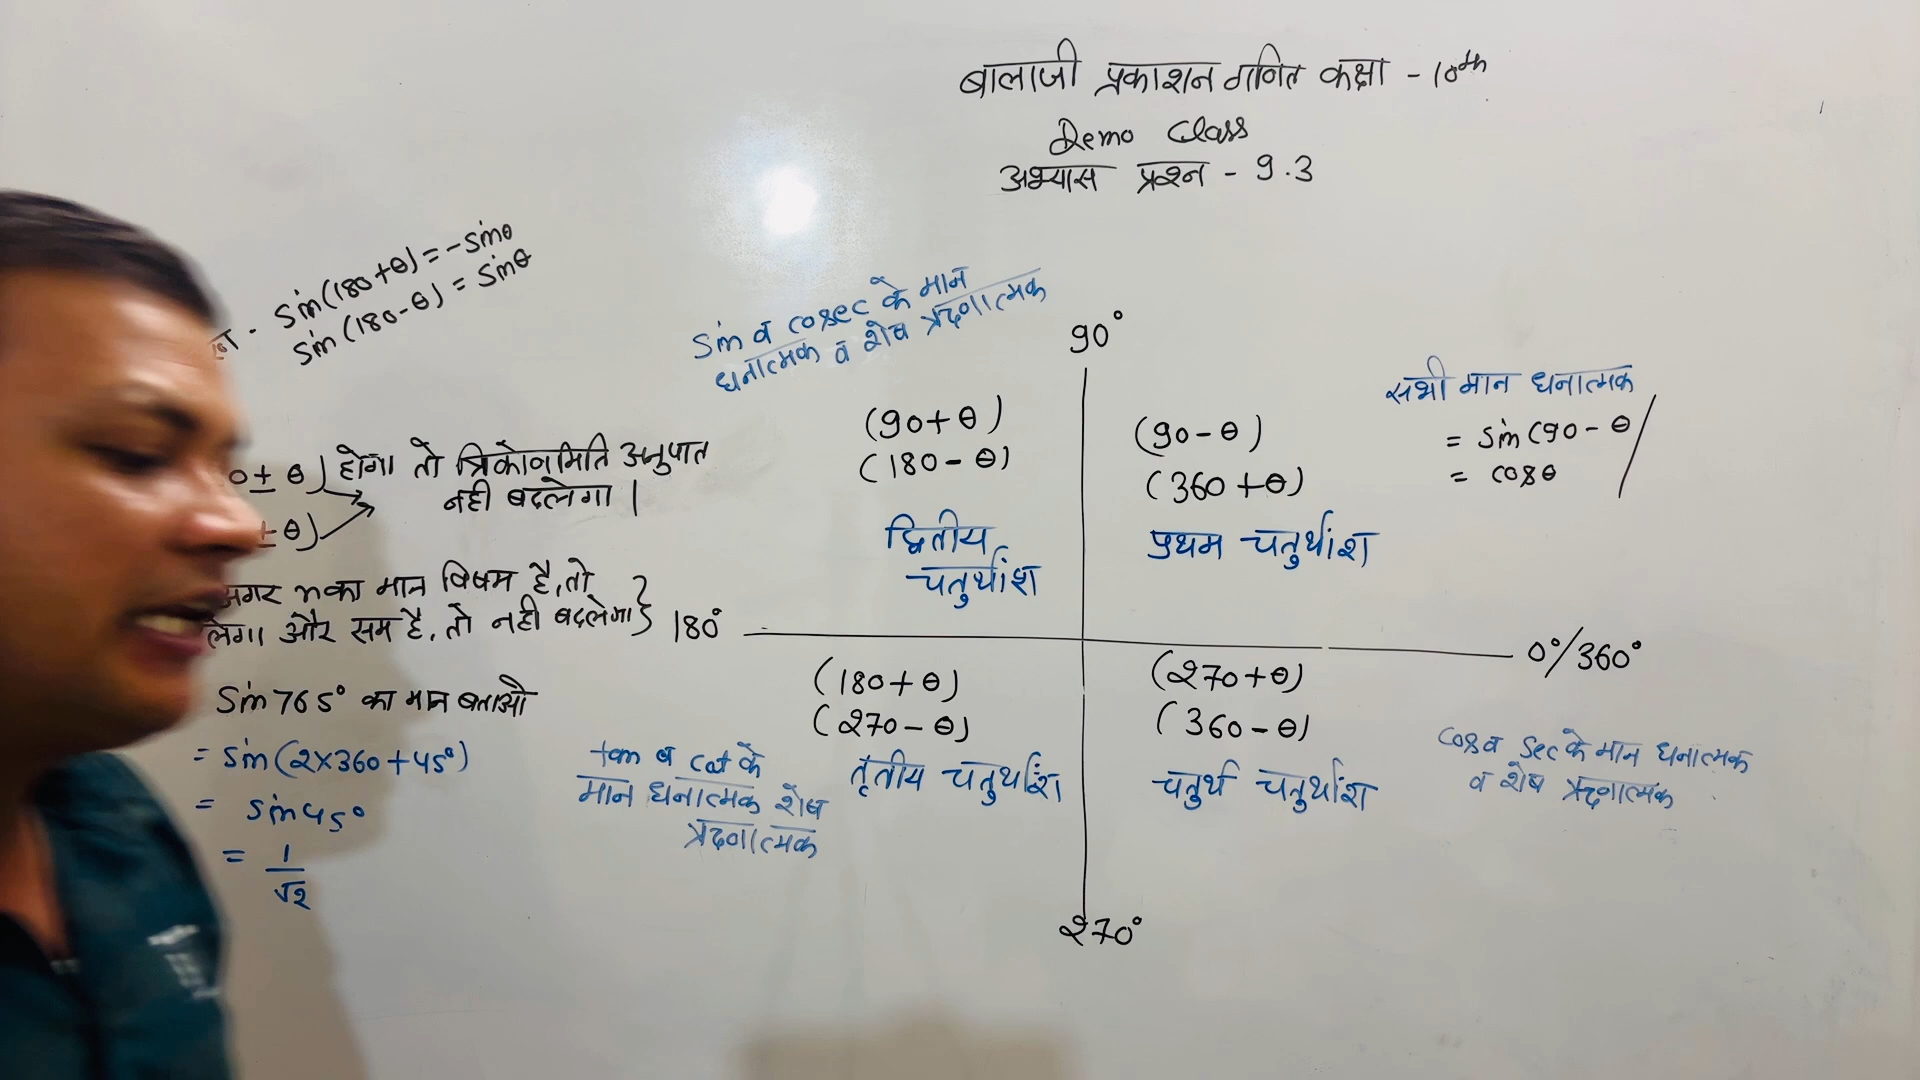 बालाजी प्रकाशन गणित कक्षा - 10th
Demo Class
अभ्यास प्रश्न - 9.3
sin(180+θ) = -sinθ
sin(180-θ) = sinθ
± θ) होगा तो त्रिकोणमिति अनुपात
नही बदलेगा |
θ)
अगर n का मान विषम है, तो
और सम है, तो नही बदलेगा}
sin765° का मान बताओ
= sin(2×360+45°)
= sin45°
= 1/√2
sin व cosec के मान
धनात्मक व शेष ऋणात्मक
90°
(90+θ)
(180-θ)
द्वितीय
चतुर्थांश
सभी मान धनात्मक
= sin(90-θ
= cosθ
(90-θ)
(360+θ)
प्रथम चतुर्थांश
180°
0°/360°
(180+θ)
(270-θ)
तृतीय चतुर्थांश
tan व cot के
मान धनात्मक शेष
ऋणात्मक
(270+θ)
(360-θ)
चतुर्थ चतुर्थांश
cos व sec के मान धनात्मक
व शेष ऋणात्मक
270°